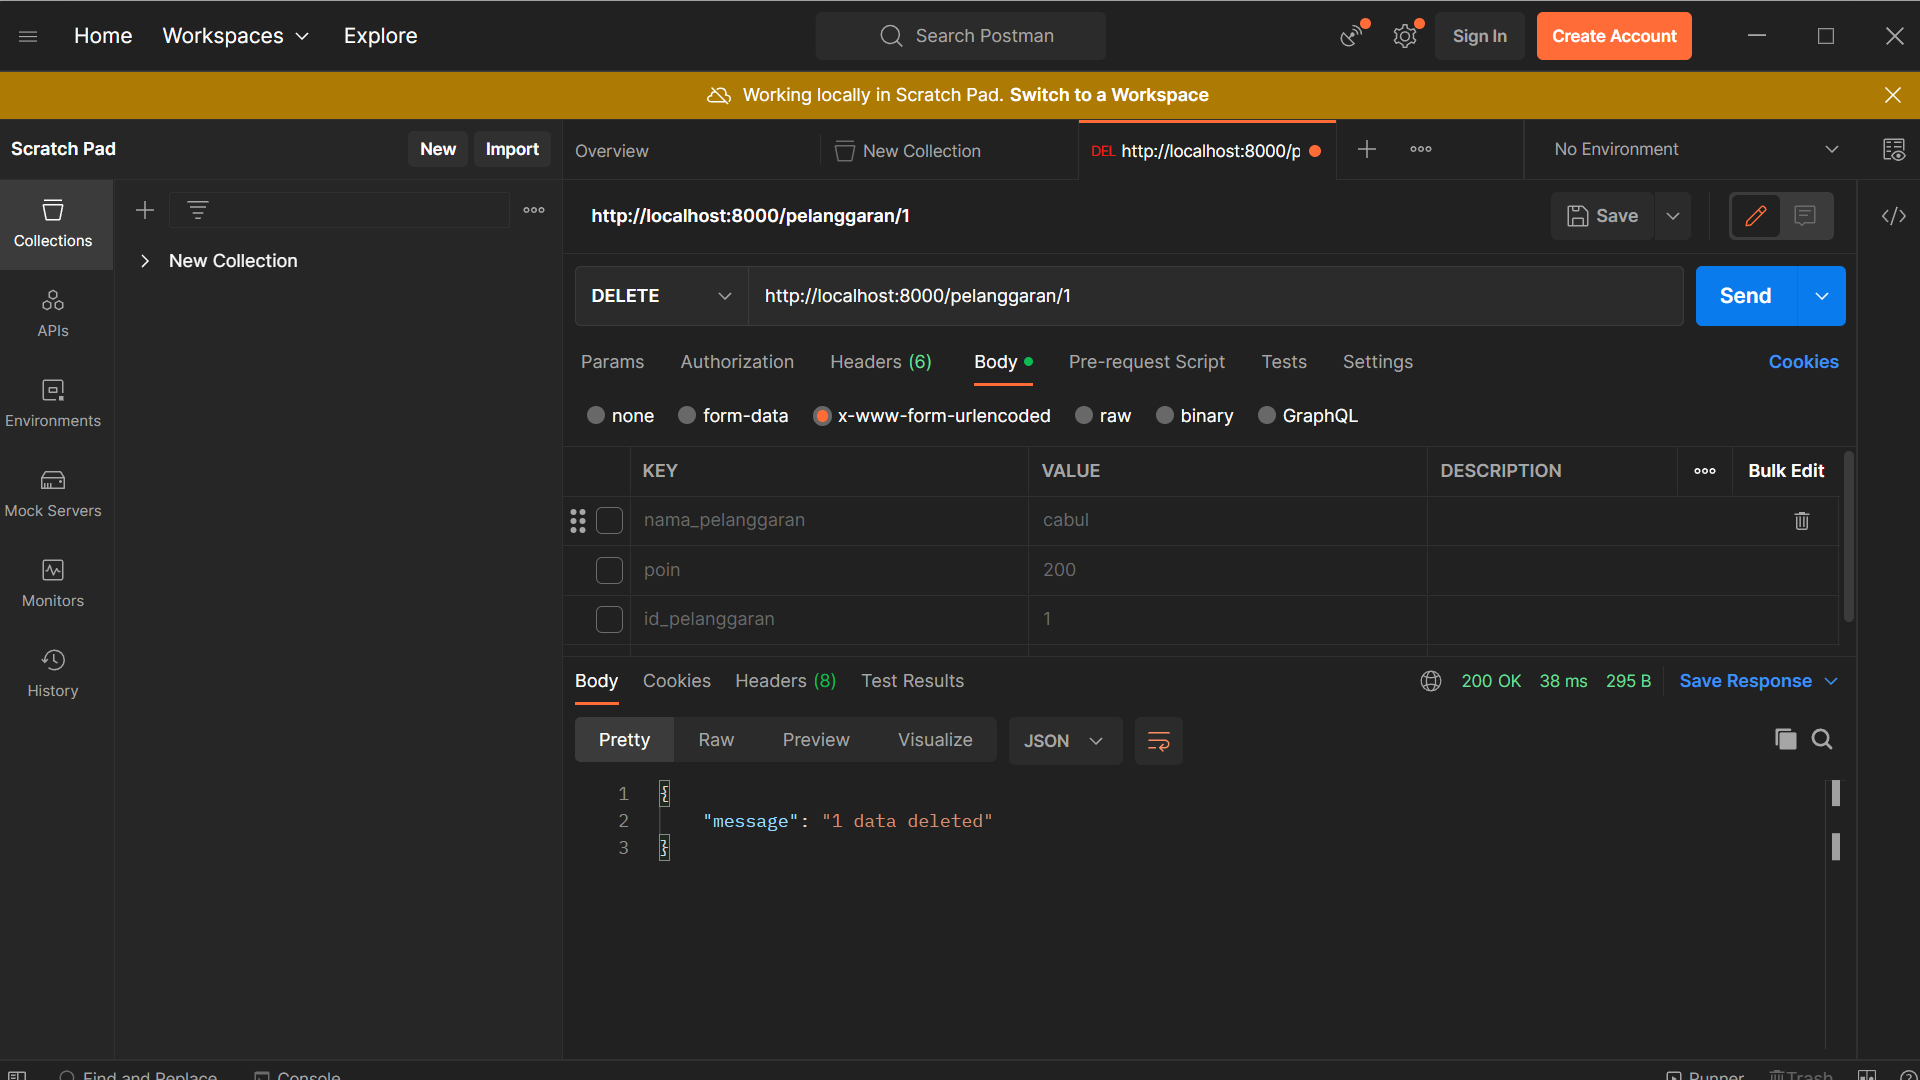 Home Workspaces Explore Search Postman Sign In Create Account
Working locally in Scratch Pad. Switch to a Workspace
Scratch Pad New Import Overview New Collection DEL http://localhost:8000/p No Environment
http://localhost:8000/pelanggaran/1 Save
Collections
New Collection
DELETE http://localhost:8000/pelanggaran/1 Send
APIs
Params Authorization Headers (6) Body Pre-request Script Tests Settings Cookies
Environments
none form-data x-www-form-urlencoded raw binary GraphQL
KEY VALUE DESCRIPTION Bulk Edit
Mock Servers
nama_pelanggaran cabul
poin 200
Monitors
id_pelanggaran 1
History
Body Cookies Headers (8) Test Results 200 OK 38 ms 295 B Save Response
Pretty Raw Preview Visualize JSON
1 {
2 "message": "1 data deleted"
3 }
Find and Replace Console Runner Trash